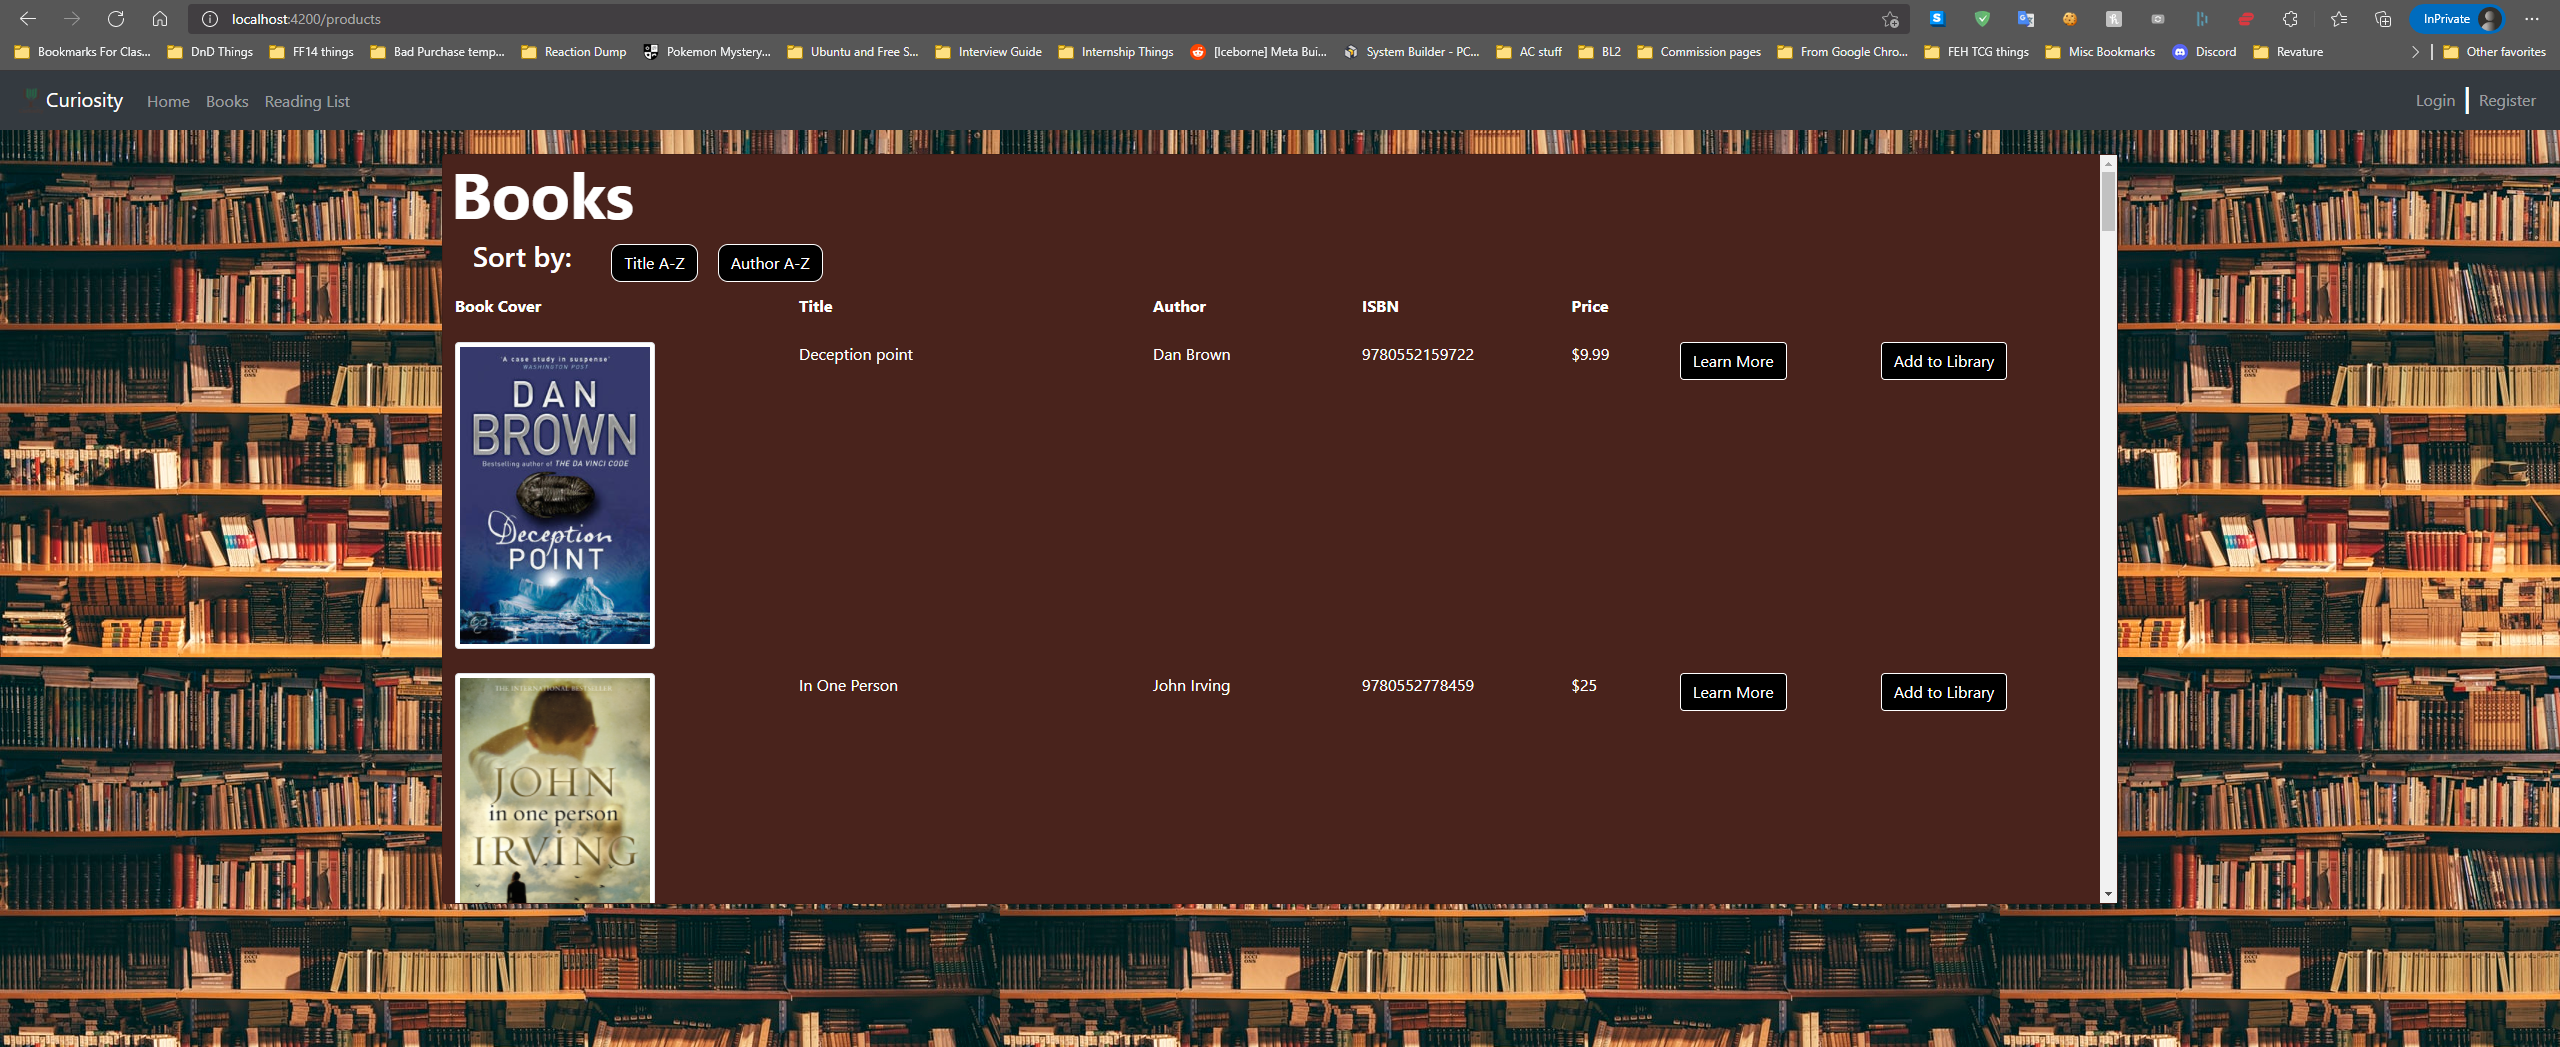 localhost:4200/products
InPrivate
Bookmarks For Clas... DnD Things FF14 things Bad Purchase temp... Reaction Dump Pokemon Mystery... Ubuntu and Free S... Interview Guide Internship Things [Iceborne] Meta Bui... System Builder - PC... AC stuff BL2 Commission pages From Google Chro... FEH TCG things Misc Bookmarks Discord Revature Other favorites
Curiosity Home Books Reading List Login Register
Books
Sort by: Title A-Z Author A-Z
Book Cover Title Author ISBN Price
Deception point Dan Brown 9780552159722 $9.99 Learn More Add to Library
'A case study in suspense'
WASHINGTON POST
DAN
BROWN
Bestselling author of THE DA VINCI CODE
Deception
POINT
In One Person John Irving 9780552778459 $25 Learn More Add to Library
THE INTERNATIONAL BESTSELLER
JOHN
in one person
IRVING